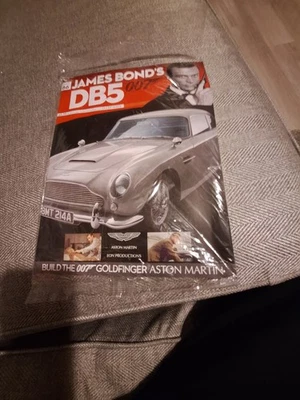 JAMES BOND'S
DB5 007
BMT 214A
ASTON MARTIN
EON PRODUCTIONS
BUILD THE 007 GOLDFINGER ASTON MARTIN